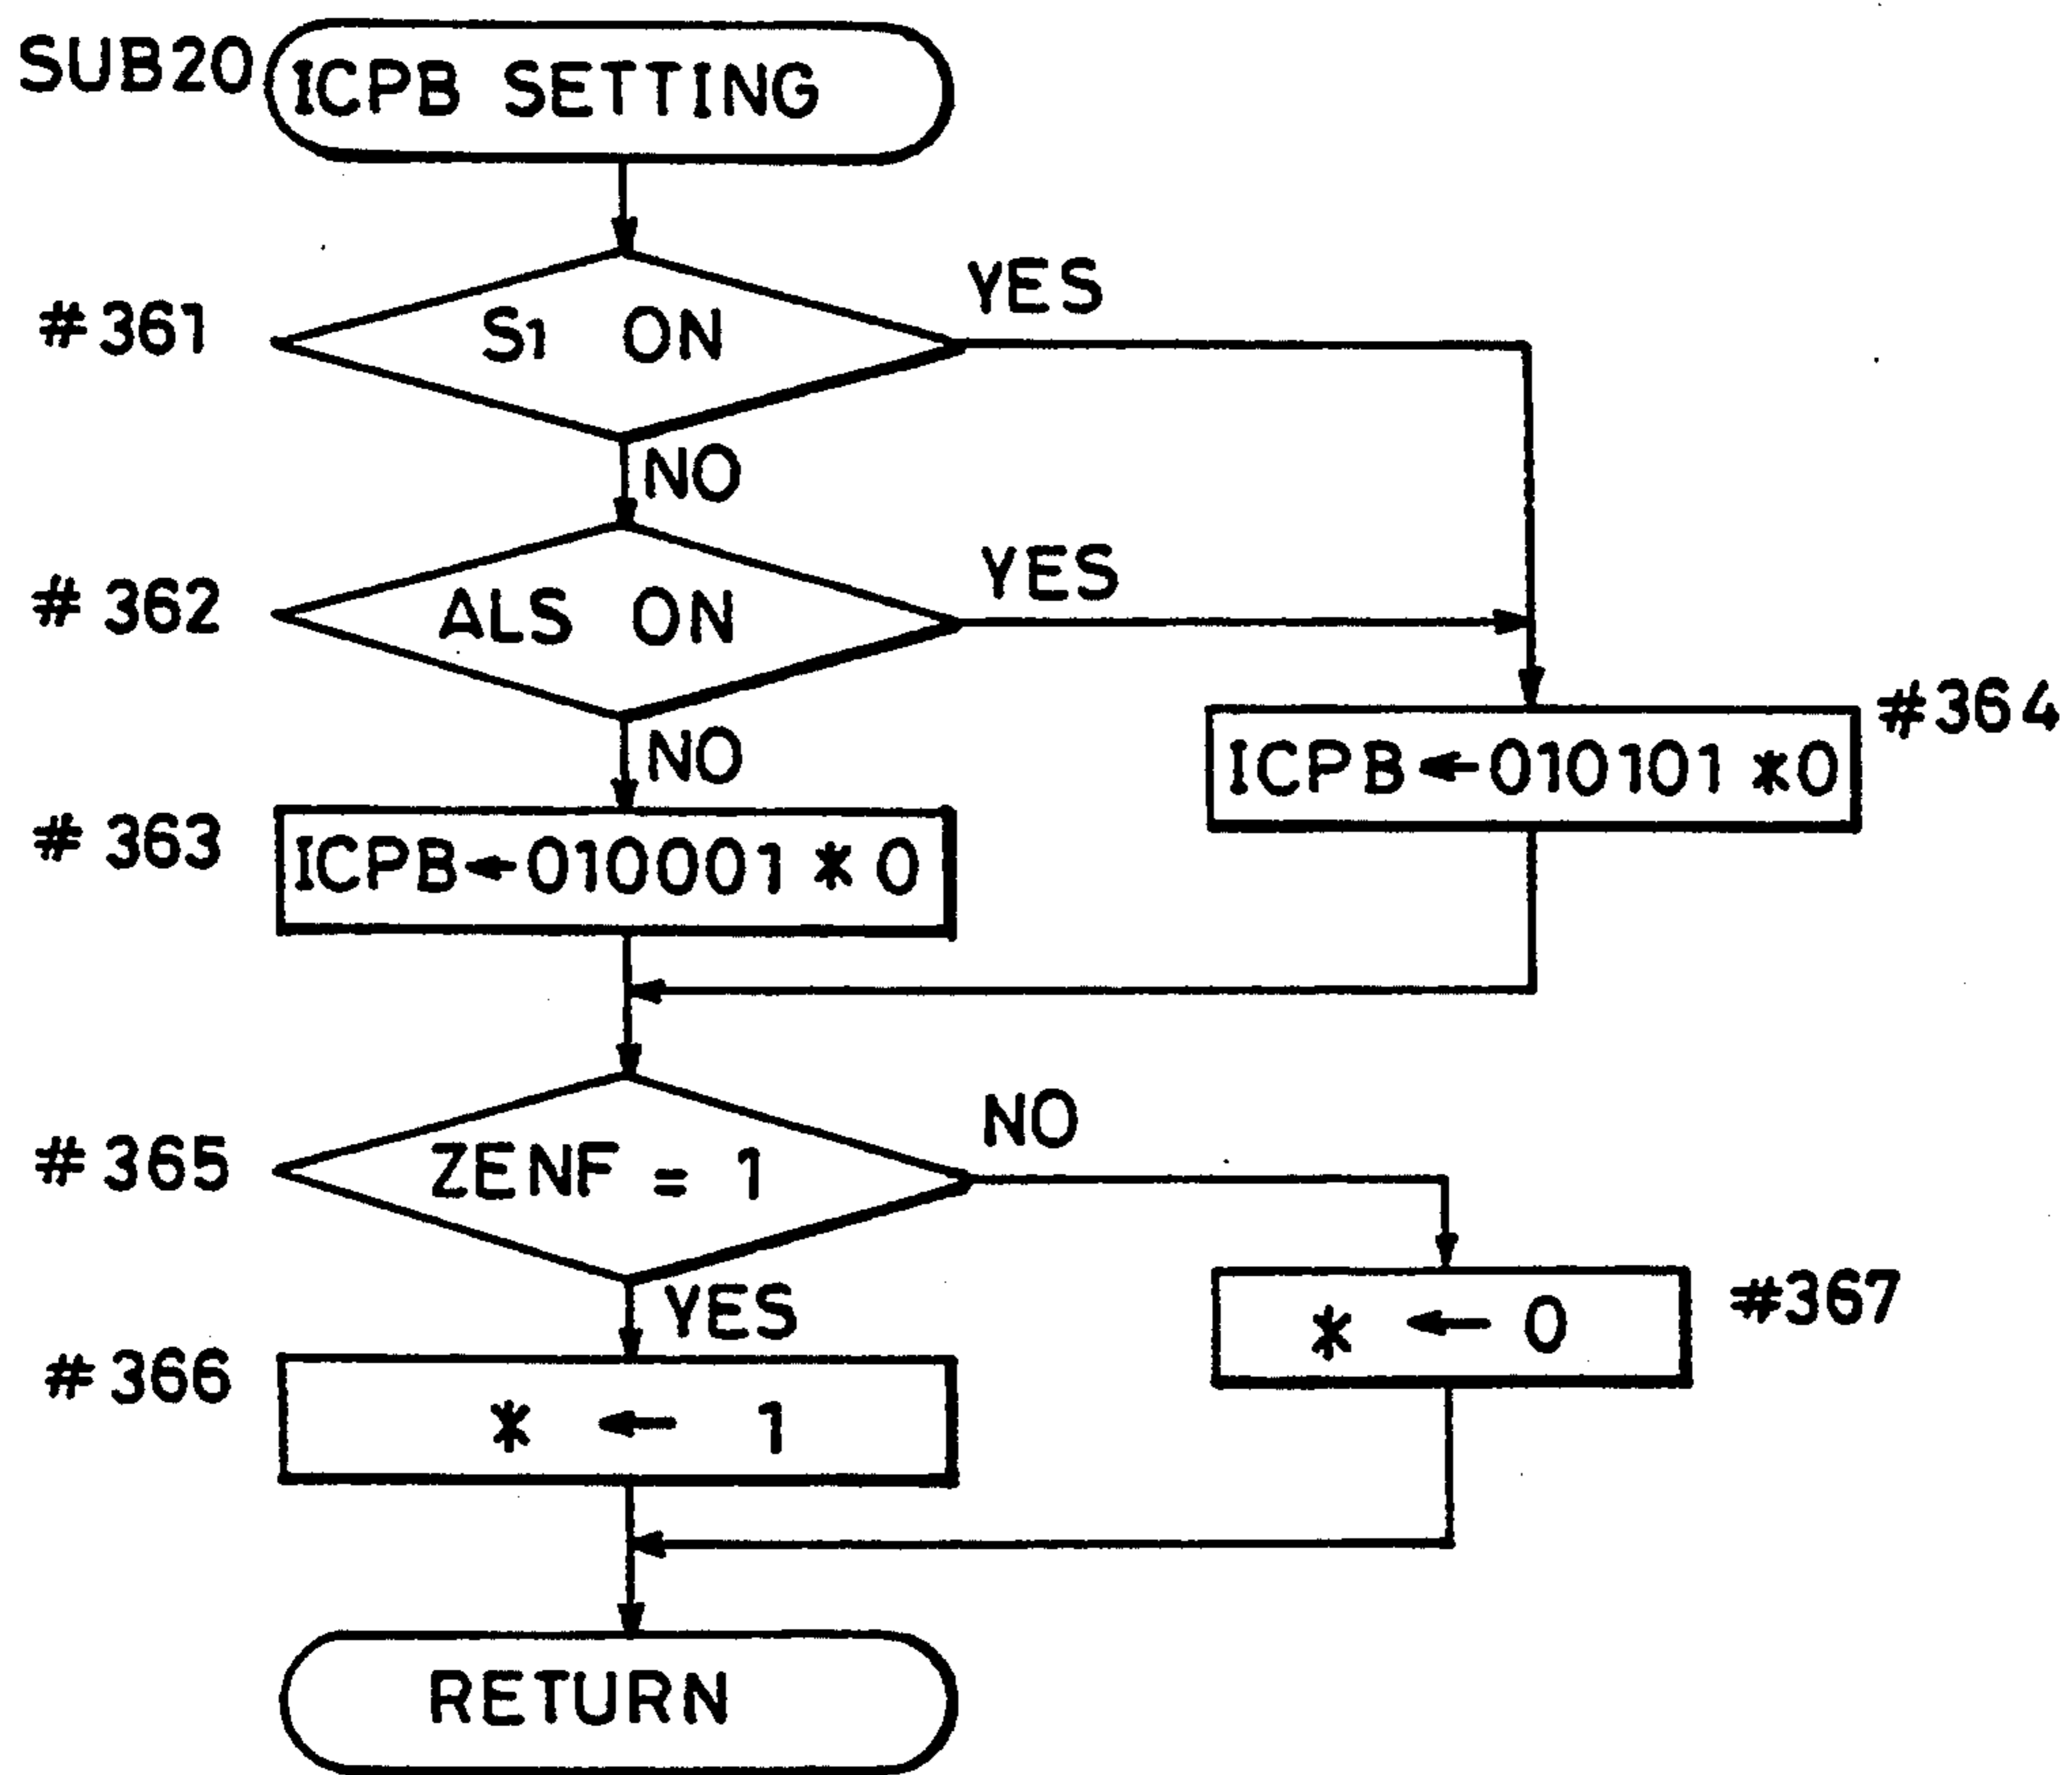 SUB20 ICPB SETTING
#361 S1 ON YES
NO
#362 ALS ON YES
NO
#364
ICPB←010101*0
#363 ICPB←010001*0
#365 ZENF = 1 NO
YES
#367
* ← 0
#366 * ← 1
RETURN